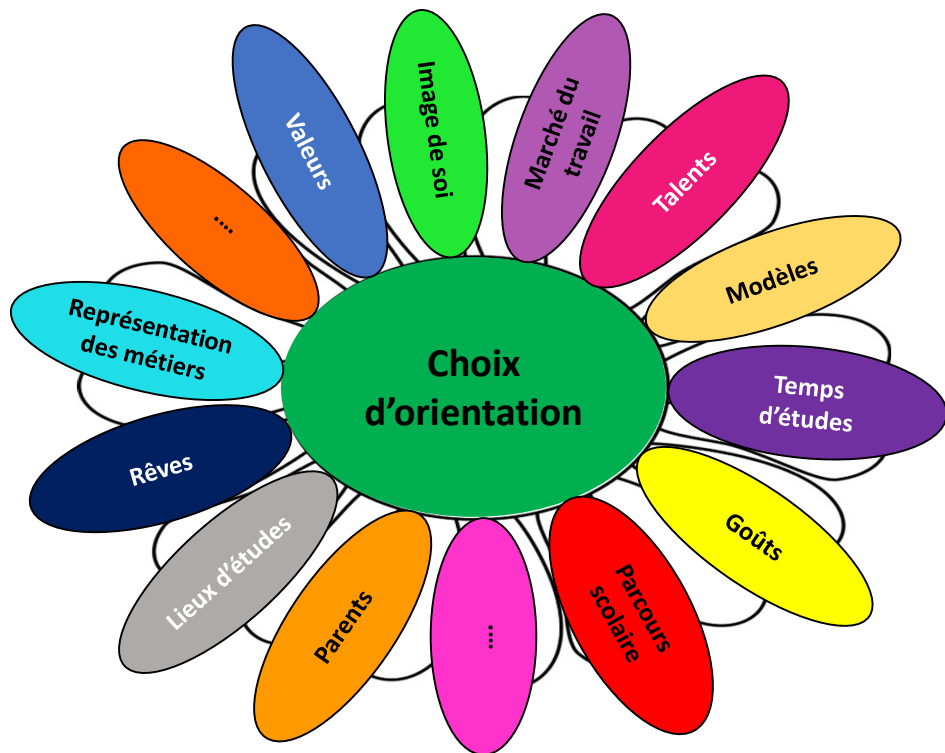 Choix
d'orientation
Image de soi
Marché du
travail
Talents
Modèles
Temps
d'études
Goûts
Parcours
scolaire
....
Parents
Lieux d'études
Rêves
Représentation
des métiers
....
Valeurs